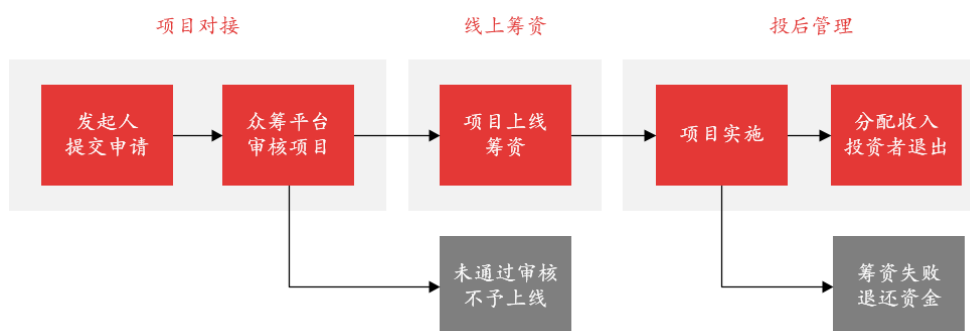 项目对接
线上筹资
投后管理
发起人
提交申请
众筹平台
审核项目
项目上线
筹资
项目实施
分配收入
投资者退出
未通过审核
不予上线
筹资失败
退还资金